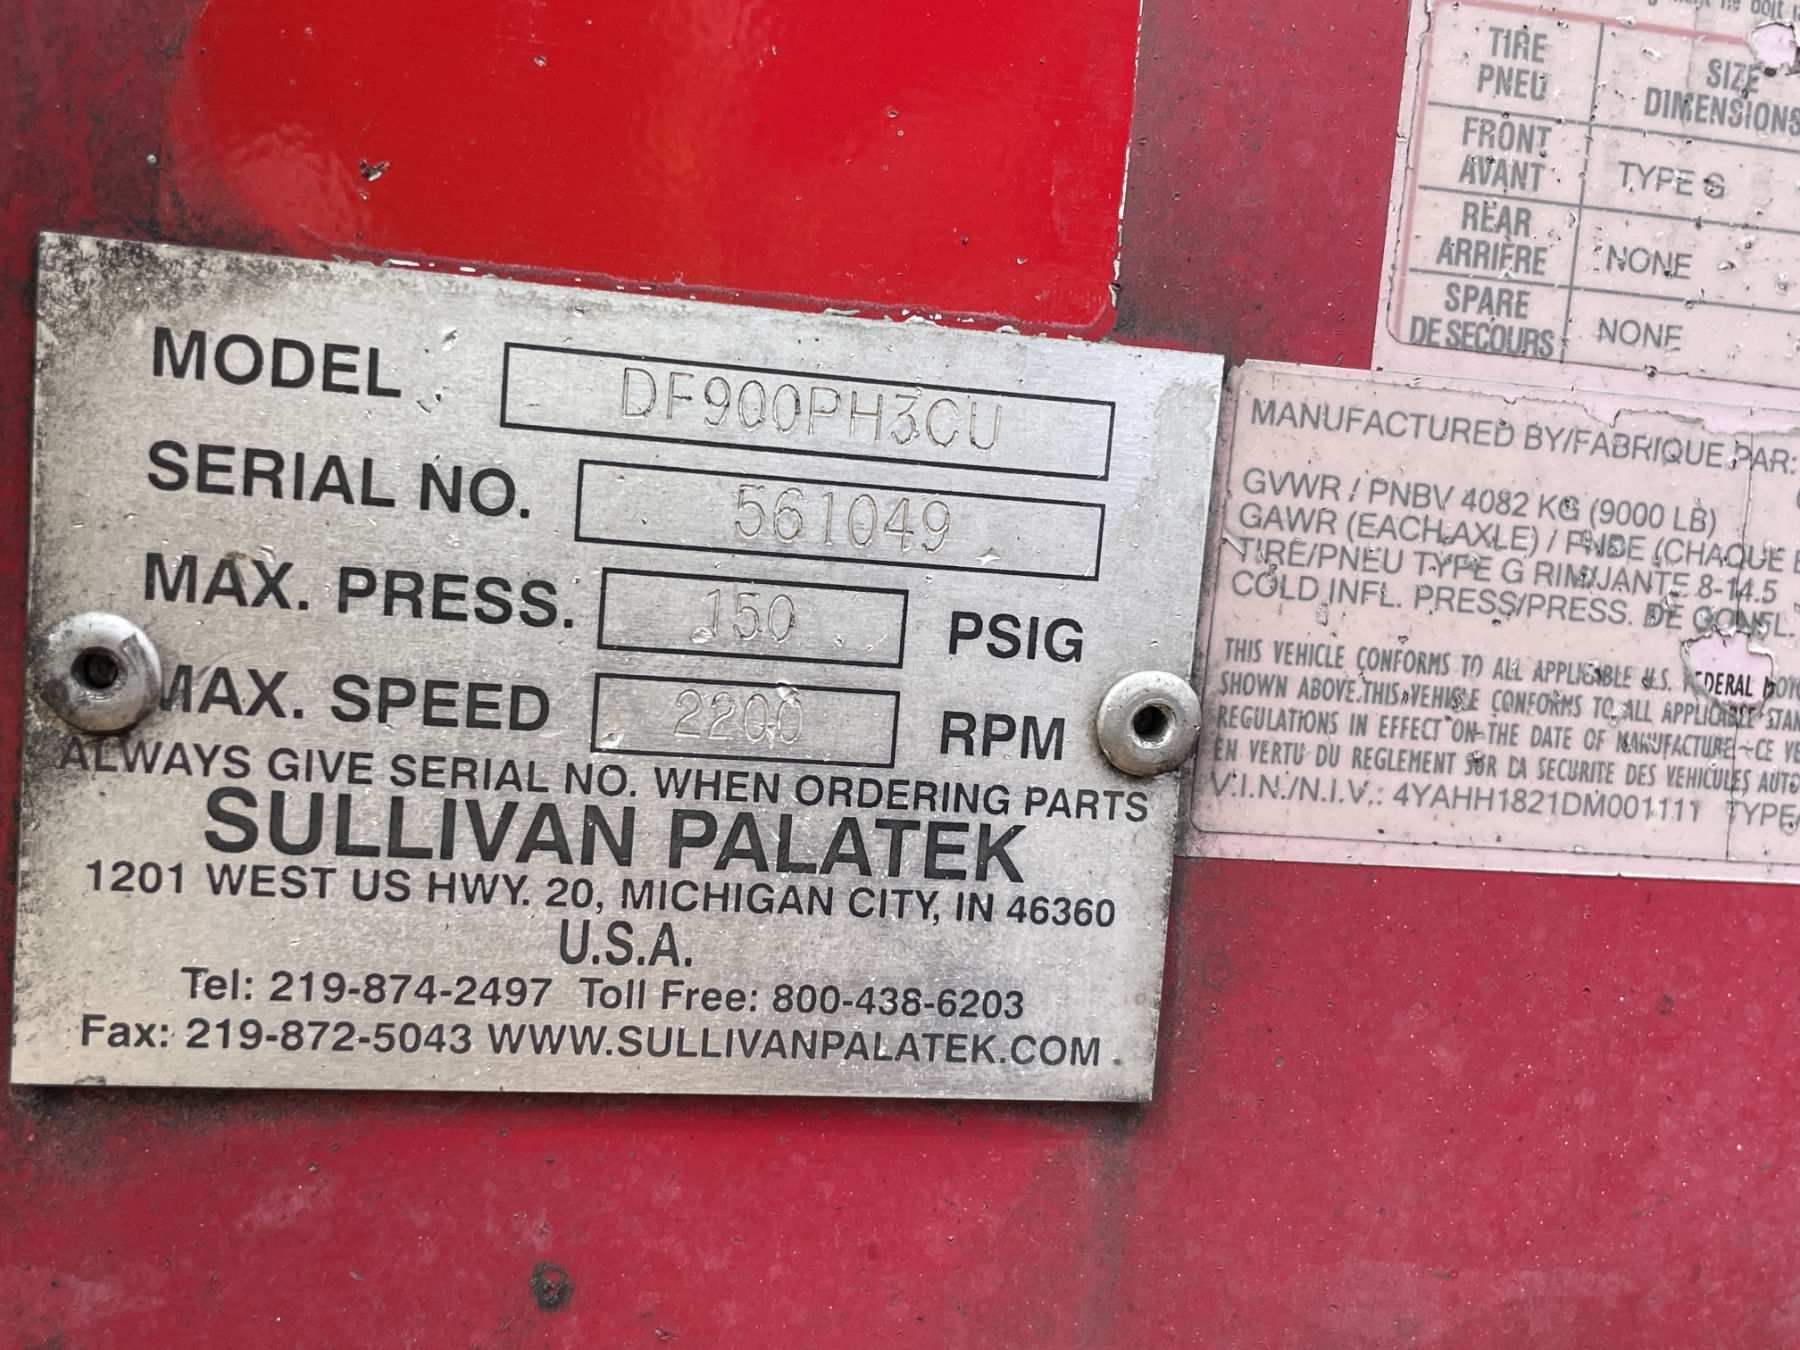 MODEL DF900PH3CU
SERIAL NO. 561049
MAX. PRESS. 150 PSIG
MAX. SPEED 2200 RPM
ALWAYS GIVE SERIAL NO. WHEN ORDERING PARTS
SULLIVAN PALATEK
1201 WEST US HWY. 20, MICHIGAN CITY, IN 46360
U.S.A.
Tel: 219-874-2497 Toll Free: 800-438-6203
Fax: 219-872-5043 WWW.SULLIVANPALATEK.COM
TIRE SIZE
PNEU DIMENSIONS
FRONT
AVANT TYPE G
REAR
ARRIÈRE NONE
SPARE
DE SECOURS NONE
MANUFACTURED BY/FABRIQUE PAR:
GVWR / PNBV 4082 KG (9000 LB)
GAWR (EACH AXLE) / PNBE (CHAQUE
TIRE/PNEU TYPE G RIM/JANTE 8-14.5
COLD INFL. PRESS/PRESS. DE GONFL.
THIS VEHICLE CONFORMS TO ALL APPLICABLE U.S. FEDERAL
SHOWN ABOVE.THIS VEHICLE CONFORMS TO ALL APPLICABLE
REGULATIONS IN EFFECT ON THE DATE OF MANUFACTURE - CE
EN VERTU DU REGLEMENT SUR LA SECURITE DES VEHICULES
V.I.N./N.I.V.: 4YAHH1821DM001111 TYPE